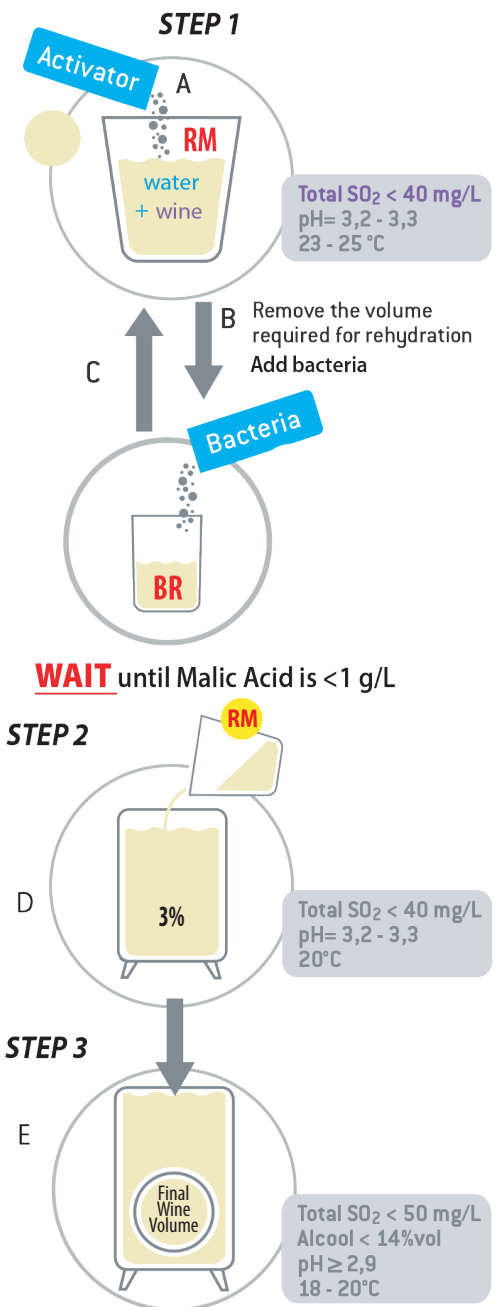 STEP 1
Activator
A
RM
water
+ wine
Total SO₂ < 40 mg/L
pH= 3,2 - 3,3
23 - 25 °C
B
Remove the volume
required for rehydration
Add bacteria
C
Bacteria
BR
WAIT until Malic Acid is <1 g/L
STEP 2
RM
D
3%
Total SO₂ < 40 mg/L
pH= 3,2 - 3,3
20°C
STEP 3
E
Final
Wine
Volume
Total SO₂ < 50 mg/L
Alcool < 14%vol
pH ≥ 2,9
18 - 20°C